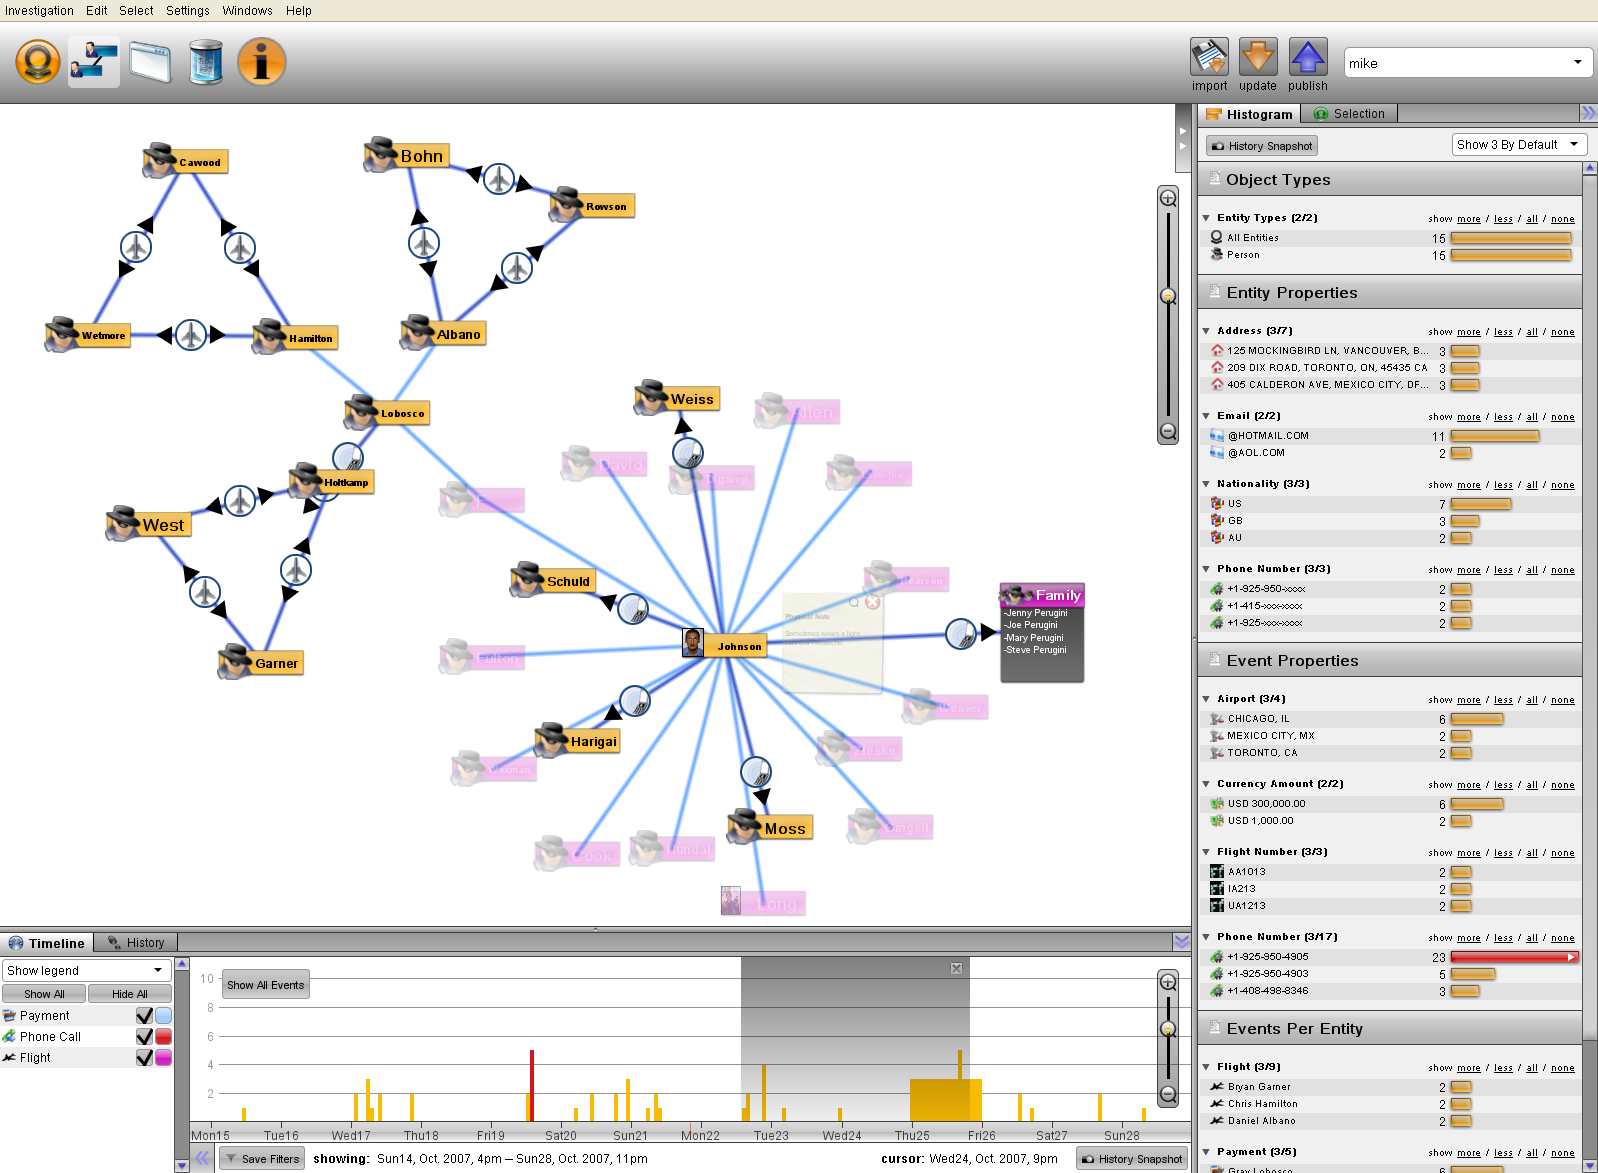 Investigation Edit Select Settings Windows Help
import update publish
mike
Histogram Selection
History Snapshot Show 3 By Default
Object Types
Entity Types (2/2) show more / less / all / none
All Entities 15
Person 15
Entity Properties
Address (3/7) show more / less / all / none
125 MOCKINGBIRD LN, VANCOUVER, B... 3
209 DIX ROAD, TORONTO, ON, 45435 CA 3
405 CALDERON AVE, MEXICO CITY, DF... 3
Email (2/2) show more / less / all / none
@HOTMAIL.COM 11
@AOL.COM 2
Nationality (3/3) show more / less / all / none
US 7
GB 3
AU 2
Phone Number (3/3) show more / less / all / none
+1-925-950-xxxx 2
+1-415-xxx-xxxx 2
+1-925-xxx-xxxx 2
Event Properties
Airport (3/4) show more / less / all / none
CHICAGO, IL 6
MEXICO CITY, MX 2
TORONTO, CA 2
Currency Amount (2/2) show more / less / all / none
USD 300,000.00 6
USD 1,000.00 2
Flight Number (3/3) show more / less / all / none
AA1013 2
IA213 2
UA1213 2
Phone Number (3/17) show more / less / all / none
+1-925-950-4905 23
+1-925-950-4903 5
+1-408-498-8346 3
Events Per Entity
Flight (3/9) show more / less / all / none
Bryan Garner 2
Chris Hamilton 2
Daniel Albano 2
Payment (3/5) show more / less / all / none
Gray Lobosco 6
Cawood
Bohn
Rowson
Wetmore
Hamilton
Albano
Lobosco
Weiss
Allen
David
Digangi
Holtkamp
West
Schuld
Pearson
Family
-Jenny Perugini
-Joe Perugini
-Mary Perugini
-Steve Perugini
Johnson
Sometimes wears a light
Garner
Fulton
Weaver
Harigai
Zieske
Moss
Gingell
Cook
Long
Timeline History
Show legend
Show All Hide All
Payment
Phone Call
Flight
Show All Events
10
8
6
4
2
Mon15 Tue16 Wed17 Thu18 Fri19 Sat20 Sun21 Mon22 Tue23 Wed24 Thu25 Fri26 Sat27 Sun28
Save Filters showing: Sun14, Oct. 2007, 4pm — Sun28, Oct. 2007, 11pm cursor: Wed24, Oct. 2007, 9pm History Snapshot